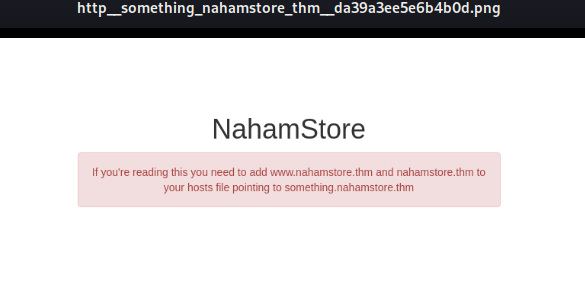 http__something_nahamstore_thm__da39a3ee5e6b4b0d.png
NahamStore
If you're reading this you need to add www.nahamstore.thm and nahamstore.thm to
your hosts file pointing to something.nahamstore.thm